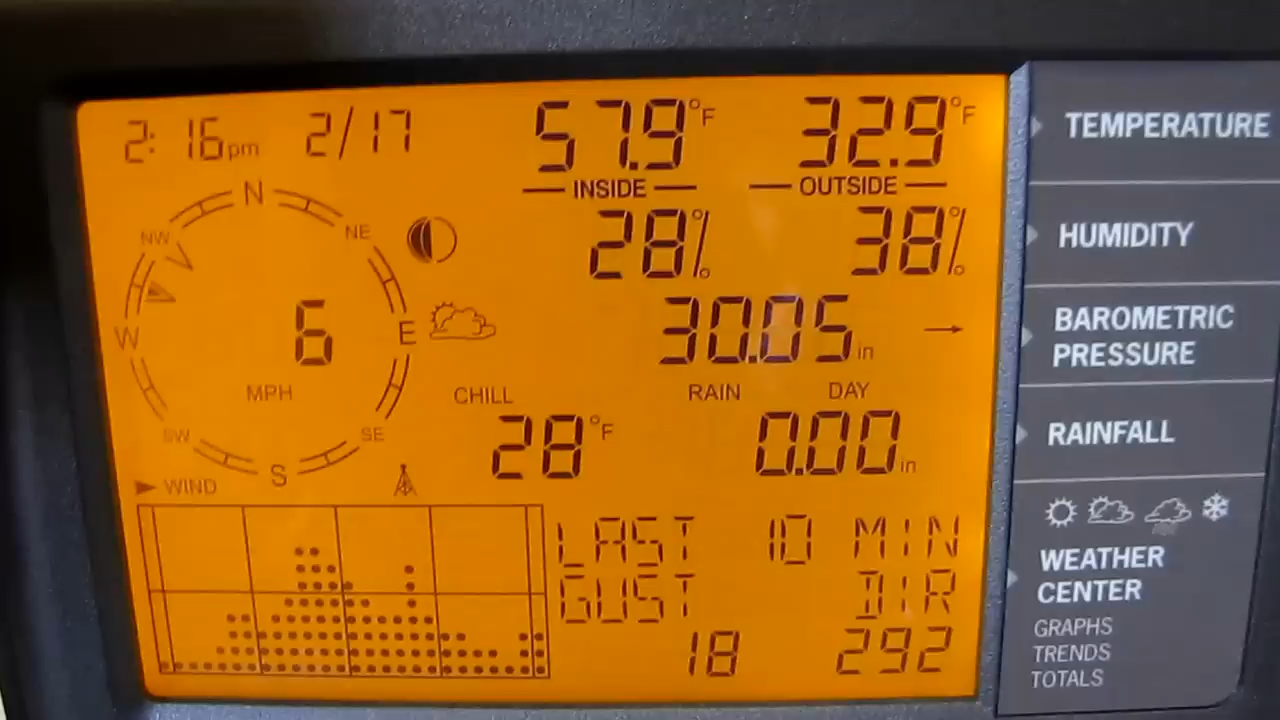 2:16pm 2/17 57.9°F 32.9°F
INSIDE OUTSIDE
N
NW NE
28% 38%
W 6 E
MPH
30.05in →
CHILL RAIN DAY
28°F 0.00in
SW SE
S
WIND
LAST 10 MIN
GUST DIR
18 292
TEMPERATURE
HUMIDITY
BAROMETRIC
PRESSURE
RAINFALL
WEATHER
CENTER
GRAPHS
TRENDS
TOTALS